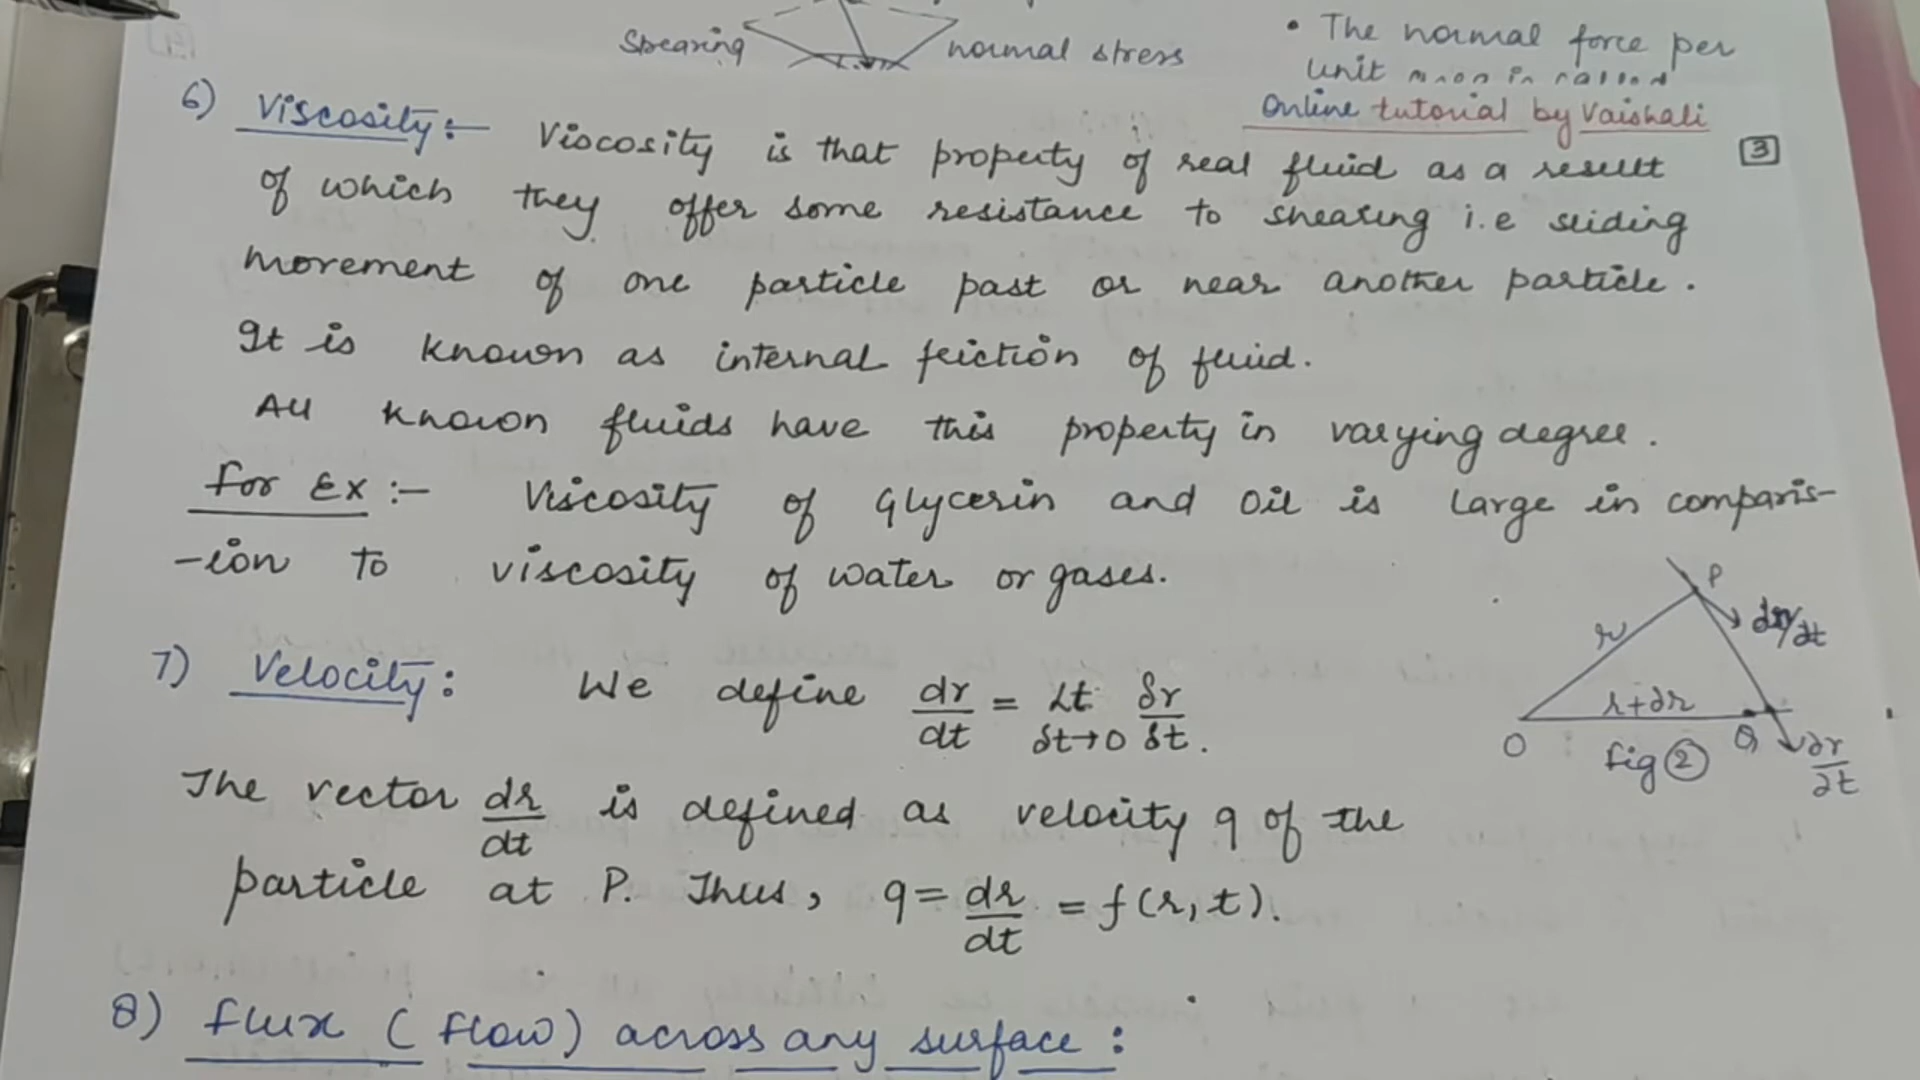 Shearing
normal stress
• The normal force per
unit
Online tutorial by Vaishali
3
6) Viscosity :- Viscosity is that property of real fluid as a result
of which they offer some resistance to shearing i.e sliding
movement of one particle past or near another particle.
It is known as internal friction of fluid.
All known fluids have this property in varying degree.
For Ex :- Viscosity of Glycerin and oil is large in comparis-
-ion to viscosity of water or gases.
7) Velocity : We define dr/dt = Lt δt→0 δr/δt.
The vector dr/dt is defined as velocity q of the
particle at P. Thus, q = dr/dt = f(r,t).
P
dr/dt
r
r+δr
O
Q
fig ②
∂r/∂t
8) flux (flow) across any surface :